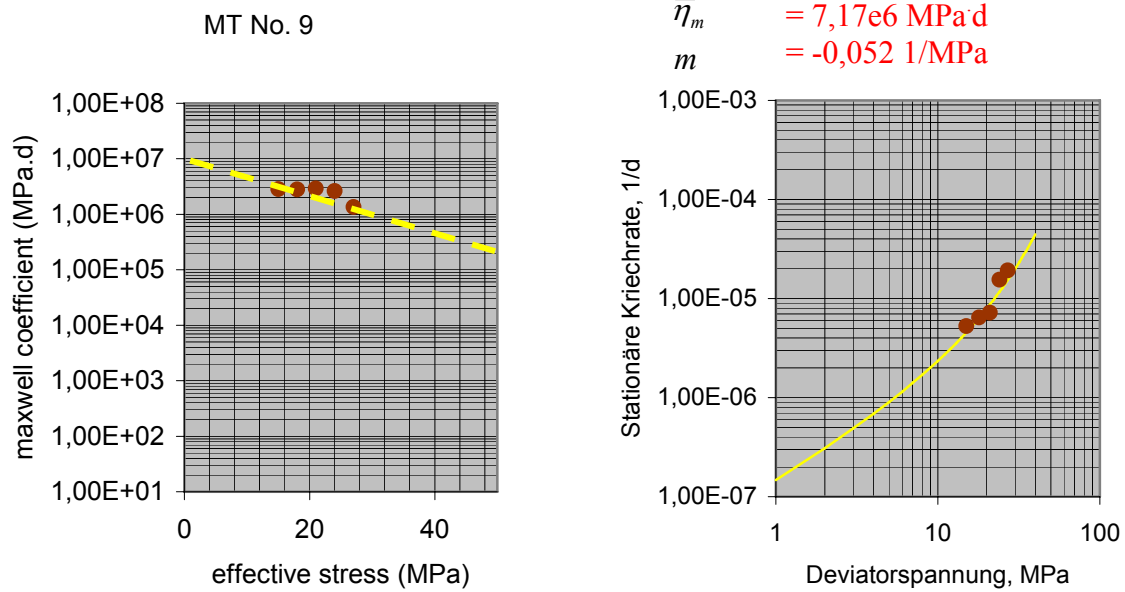 MT No. 9
η̄ₘ = 7,17e6 MPa·d
m = -0,052 1/MPa
maxwell coefficient (MPa.d)
1,00E+08
1,00E+07
1,00E+06
1,00E+05
1,00E+04
1,00E+03
1,00E+02
1,00E+01
0 20 40
effective stress (MPa)
Stationäre Kriechrate, 1/d
1,00E-03
1,00E-04
1,00E-05
1,00E-06
1,00E-07
1 10 100
Deviatorspannung, MPa